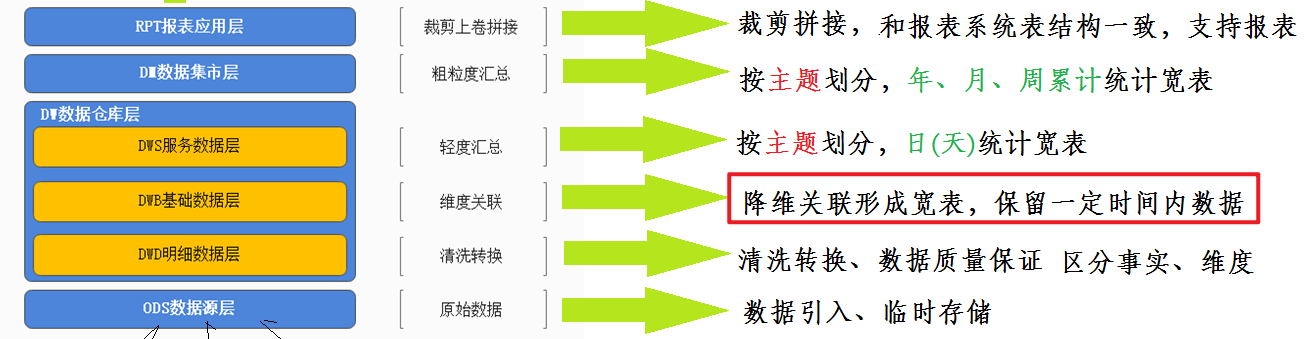 RPT报表应用层 裁剪上卷拼接 裁剪拼接，和报表系统表结构一致，支持报表
DM数据集市层 粗粒度汇总 按主题划分，年、月、周累计统计宽表
DW数据仓库层
DWS服务数据层 轻度汇总 按主题划分，日(天)统计宽表
DWB基础数据层 维度关联 降维关联形成宽表，保留一定时间内数据
DWD明细数据层 清洗转换 清洗转换、数据质量保证 区分事实、维度
ODS数据源层 原始数据 数据引入、临时存储